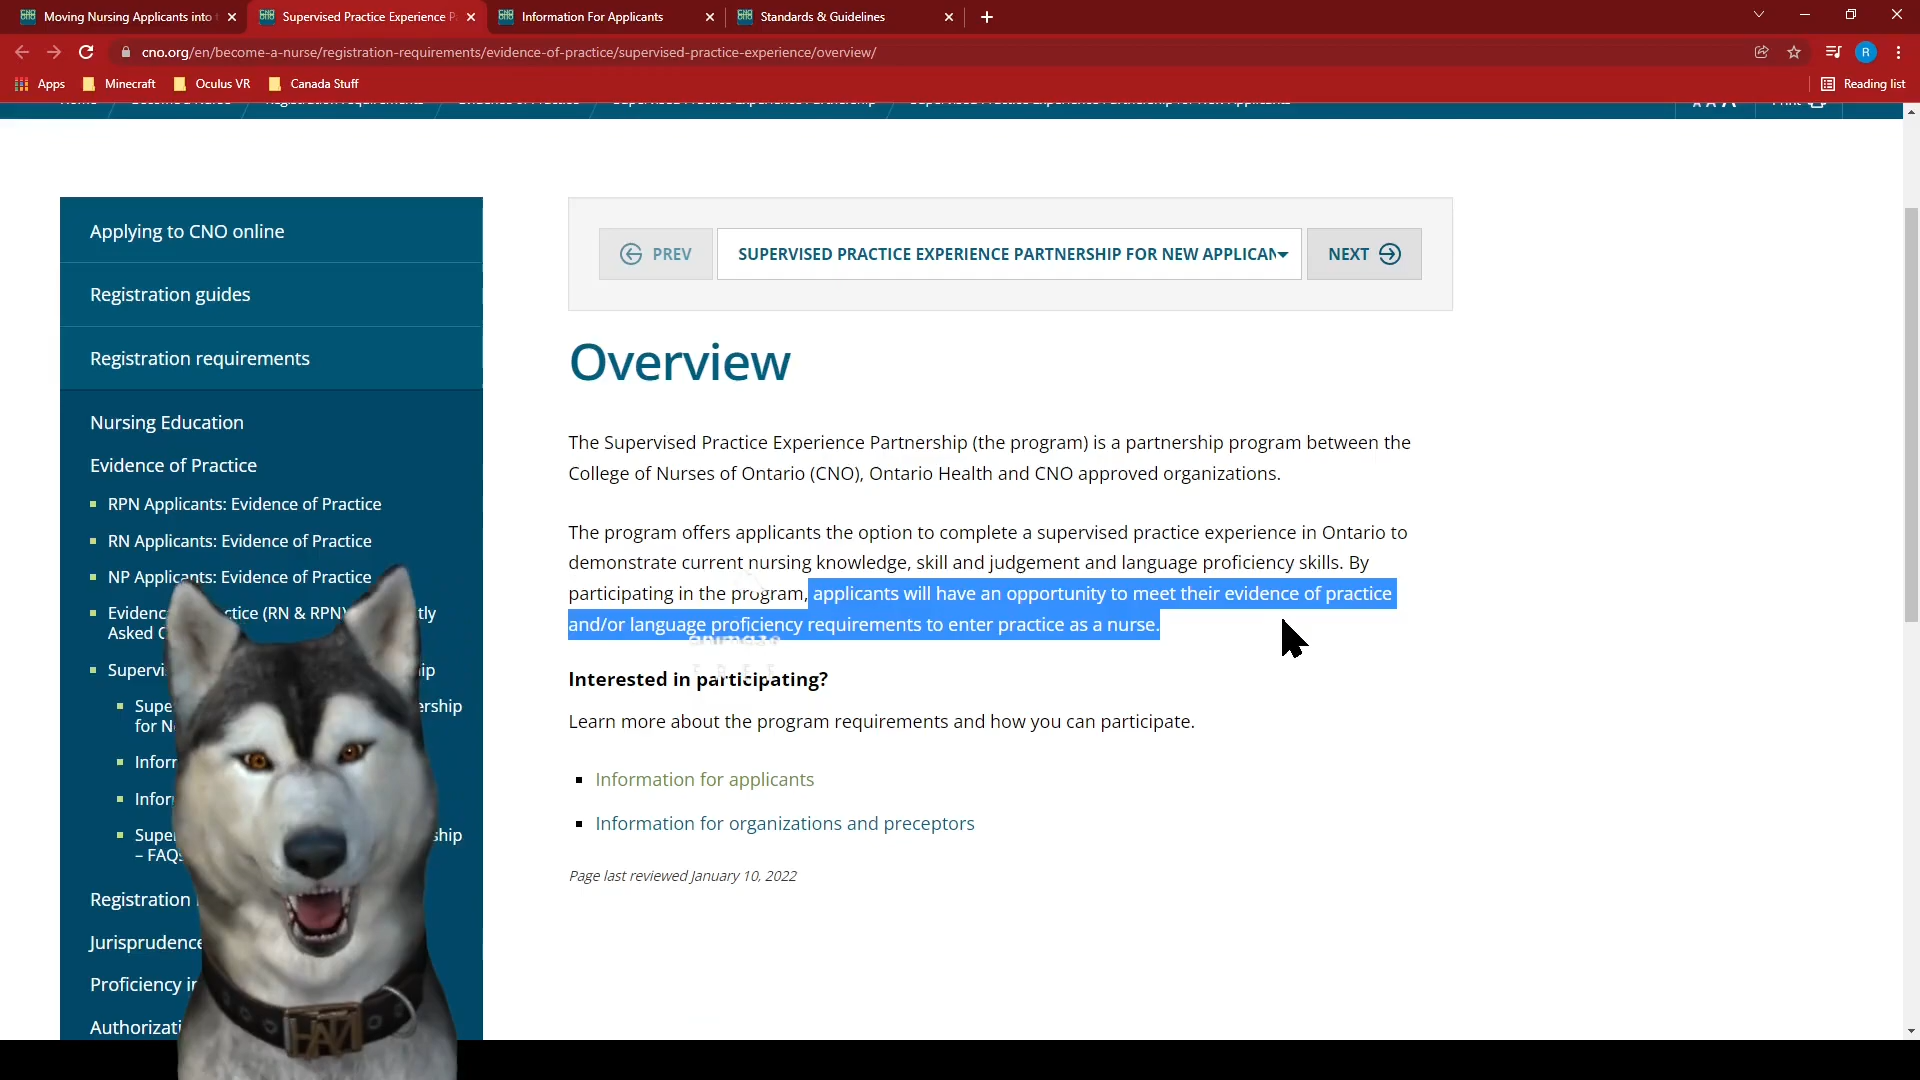 Moving Nursing Applicants into
Supervised Practice Experience P
Information For Applicants
Standards & Guidelines
cno.org/en/become-a-nurse/registration-requirements/evidence-of-practice/supervised-practice-experience/overview/
R
Apps
Minecraft
Oculus VR
Canada Stuff
Reading list
Applying to CNO online
Registration guides
Registration requirements
Nursing Education
Evidence of Practice
RPN Applicants: Evidence of Practice
RN Applicants: Evidence of Practice
NP Applicants: Evidence of Practice
(RN & RPN)
Asked
– FAQs
Registration
Jurisprudence
Proficiency
PREV
SUPERVISED PRACTICE EXPERIENCE PARTNERSHIP FOR NEW APPLICAN
NEXT
Overview
The Supervised Practice Experience Partnership (the program) is a partnership program between the
College of Nurses of Ontario (CNO), Ontario Health and CNO approved organizations.
The program offers applicants the option to complete a supervised practice experience in Ontario to
demonstrate current nursing knowledge, skill and judgement and language proficiency skills. By
participating in the program, applicants will have an opportunity to meet their evidence of practice
and/or language proficiency requirements to enter practice as a nurse.
Interested in participating?
Learn more about the program requirements and how you can participate.
Information for applicants
Information for organizations and preceptors
Page last reviewed January 10, 2022